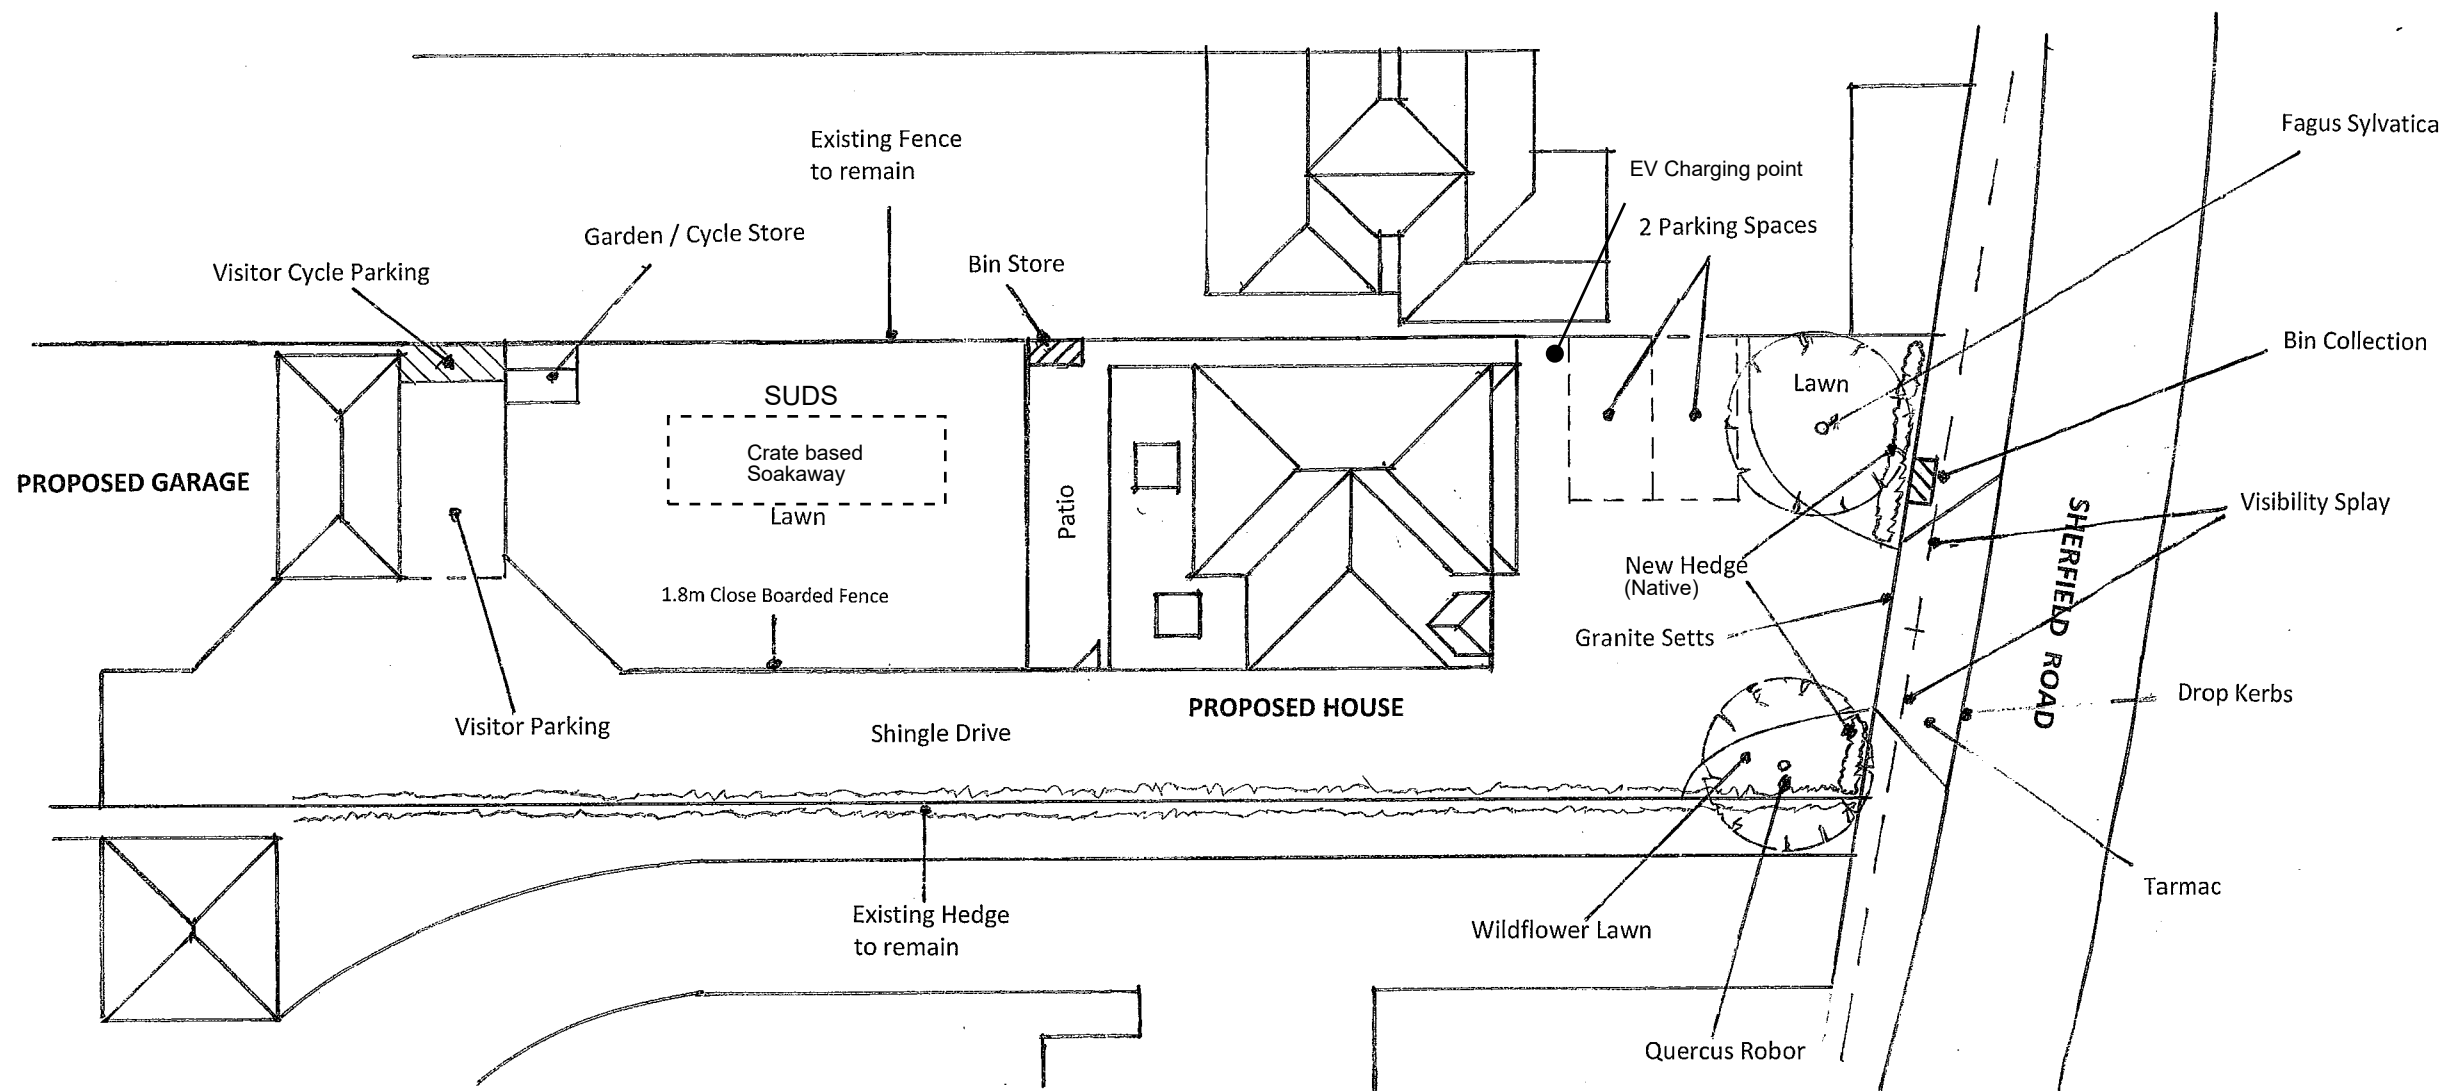 Fagus Sylvatica
Existing Fence
to remain
EV Charging point
2 Parking Spaces
Garden / Cycle Store
Bin Store
Visitor Cycle Parking
Bin Collection
SUDS
Lawn
Crate based
Soakaway
PROPOSED GARAGE
Lawn
Patio
Visibility Splay
SHERFIELD ROAD
New Hedge
(Native)
1.8m Close Boarded Fence
Granite Setts
Drop Kerbs
PROPOSED HOUSE
Visitor Parking
Shingle Drive
Tarmac
Existing Hedge
to remain
Wildflower Lawn
Quercus Robor